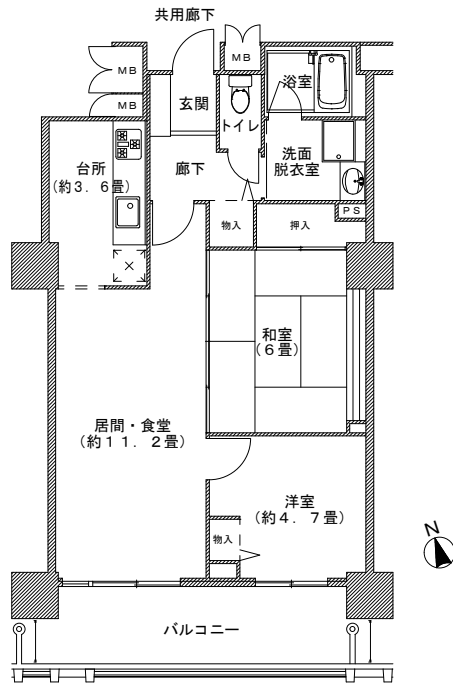 共用廊下
MB
MB
MB
玄関
トイレ
浴室
台所
(約3.6畳)
廊下
洗面
脱衣室
PS
物入
押入
和室
(6畳)
居間・食堂
(約11.2畳)
洋室
(約4.7畳)
物入
N
バルコニー